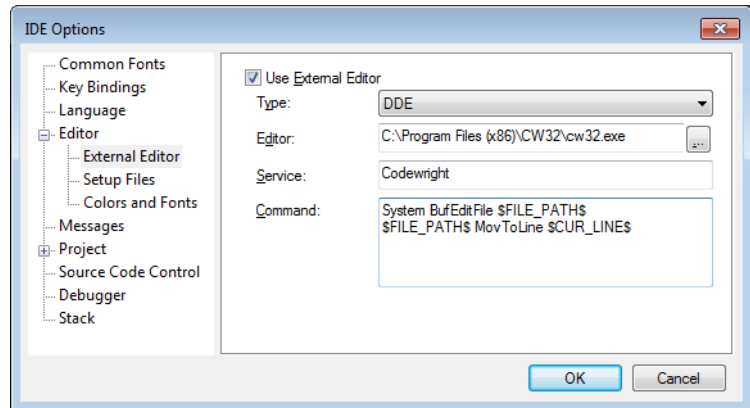 IDE Options
Common Fonts
Key Bindings
Language
Editor
External Editor
Setup Files
Colors and Fonts
Messages
Project
Source Code Control
Debugger
Stack
Use External Editor
Type: DDE
Editor: C:\Program Files (x86)\CW32\cw32.exe ...
Service: Codewright
Command: System BufEditFile $FILE_PATH$
$FILE_PATH$ MovToLine $CUR_LINE$
OK Cancel